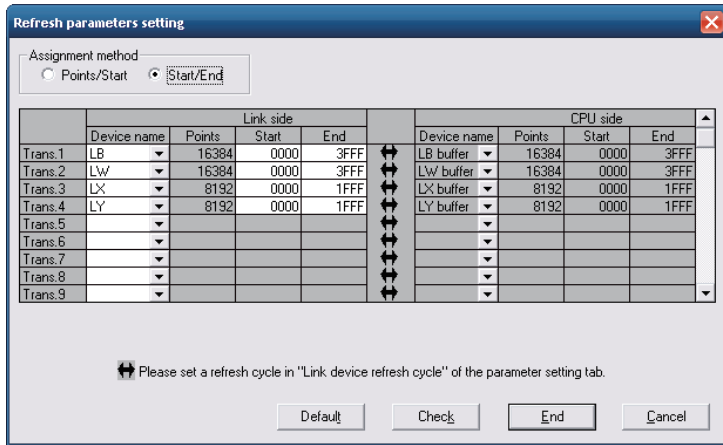 Refresh parameters setting
Assignment method
Points/Start Start/End
Link side CPU side
Device name Points Start End Device name Points Start End
Trans.1 LB 16384 0000 3FFF LB buffer 16384 0000 3FFF
Trans.2 LW 16384 0000 3FFF LW buffer 16384 0000 3FFF
Trans.3 LX 8192 0000 1FFF LX buffer 8192 0000 1FFF
Trans.4 LY 8192 0000 1FFF LY buffer 8192 0000 1FFF
Trans.5
Trans.6
Trans.7
Trans.8
Trans.9
Please set a refresh cycle in "Link device refresh cycle" of the parameter setting tab.
Default Check End Cancel